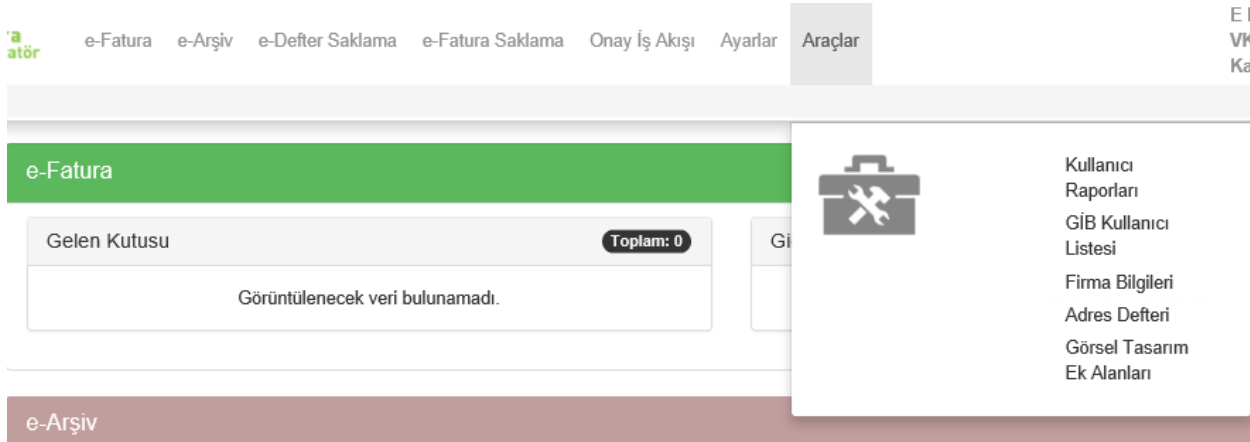 e-Fatura e-Arşiv e-Defter Saklama e-Fatura Saklama Onay İş Akışı Ayarlar Araçlar
e-Fatura
Gelen Kutusu Toplam: 0
Görüntülenecek veri bulunamadı.
Kullanıcı
Raporları
GİB Kullanıcı
Listesi
Firma Bilgileri
Adres Defteri
Görsel Tasarım
Ek Alanları
e-Arşiv